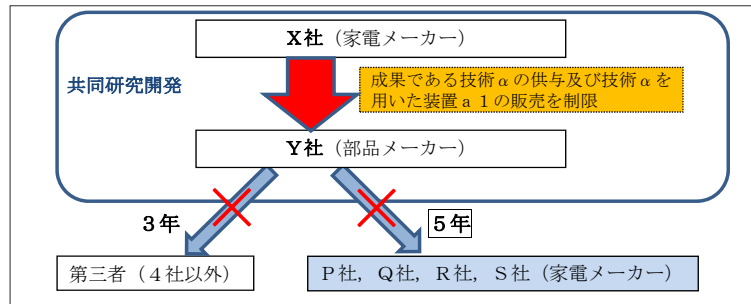 X社（家電メーカー）
共同研究開発
成果である技術αの供与及び技術αを
用いた装置ａ１の販売を制限
Y社（部品メーカー）
３年
５年
第三者（４社以外）
Ｐ社，Ｑ社，Ｒ社，Ｓ社（家電メーカー）